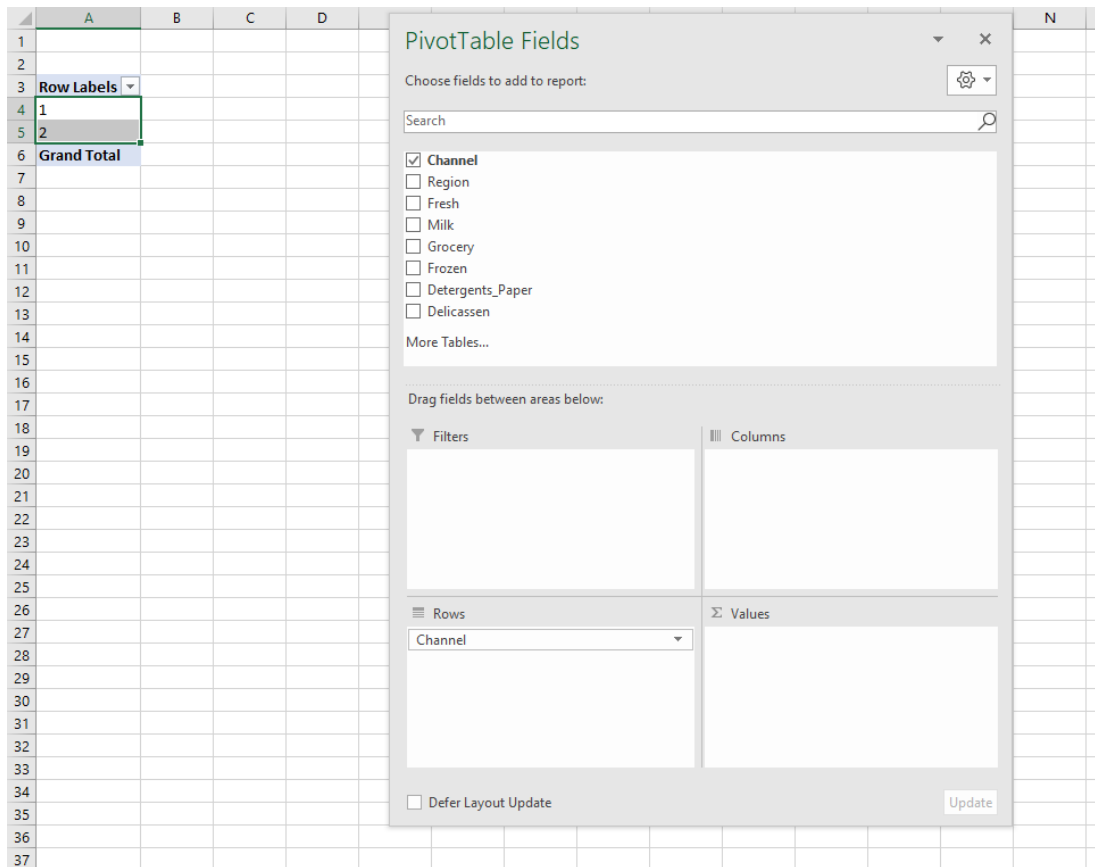 A B C D N
1
2
3 Row Labels
4 1
5 2
6 Grand Total
7
8
9
10
11
12
13
14
15
16
17
18
19
20
21
22
23
24
25
26
27
28
29
30
31
32
33
34
35
36
37
PivotTable Fields
Choose fields to add to report:
Search
Channel
Region
Fresh
Milk
Grocery
Frozen
Detergents_Paper
Delicassen
More Tables...
Drag fields between areas below:
Filters
Columns
Rows
Σ Values
Channel
Defer Layout Update
Update